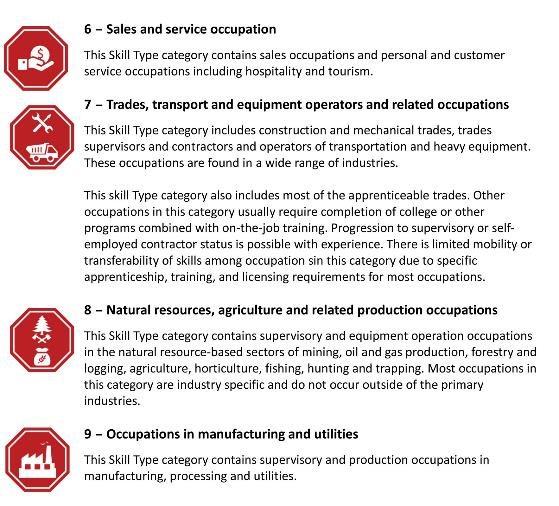 6 – Sales and service occupation
This Skill Type category contains sales occupations and personal and customer
service occupations including hospitality and tourism.
7 – Trades, transport and equipment operators and related occupations
This Skill Type category includes construction and mechanical trades, trades
supervisors and contractors and operators of transportation and heavy equipment.
These occupations are found in a wide range of industries.
This skill Type category also includes most of the apprenticeable trades. Other
occupations in this category usually require completion of college or other
programs combined with on-the-job training. Progression to supervisory or self-
employed contractor status is possible with experience. There is limited mobility or
transferability of skills among occupation sin this category due to specific
apprenticeship, training, and licensing requirements for most occupations.
8 – Natural resources, agriculture and related production occupations
This Skill Type category contains supervisory and equipment operation occupations
in the natural resource-based sectors of mining, oil and gas production, forestry and
logging, agriculture, horticulture, fishing, hunting and trapping. Most occupations in
this category are industry specific and do not occur outside of the primary
industries.
9 – Occupations in manufacturing and utilities
This Skill Type category contains supervisory and production occupations in
manufacturing, processing and utilities.